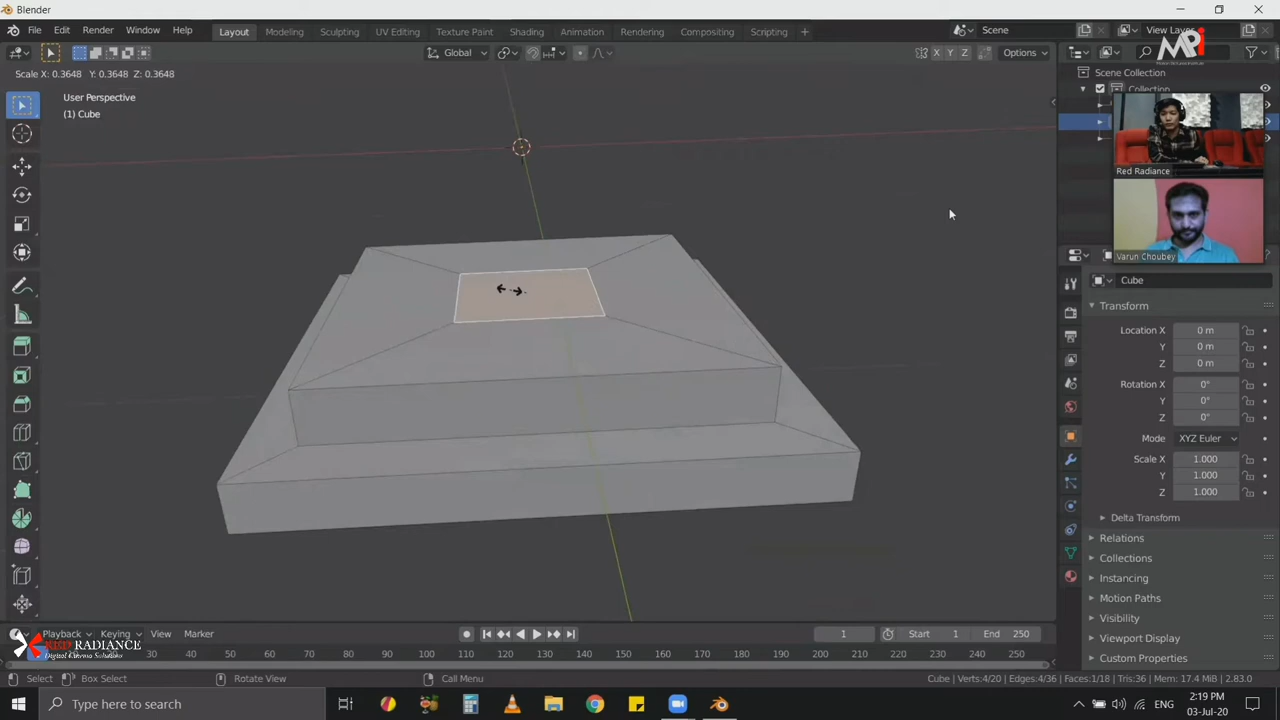 Blender
File Edit Render Window Help Layout Modeling Sculpting UV Editing Texture Paint Shading Animation Rendering Compositing Scripting + Scene View Layer
MRi
Global X Y Z Options
Scale X: 0.3648 Y: 0.3648 Z: 0.3648
Scene Collection
User Perspective
Collection
(1) Cube
Red Radiance
Varun Choubey
Cube
Transform
Location X 0 m
Y 0 m
Z 0 m
Rotation X 0°
Y 0°
Z 0°
Mode XYZ Euler
Scale X 1.000
Y 1.000
Z 1.000
Delta Transform
Relations
Collections
Instancing
Motion Paths
Visibility
Viewport Display
Custom Properties
Playback Keying View Marker 1 Start 1 End 250
RED RADIANCE
Digital Cinema Solutions
30 40 50 60 70 80 90 100 110 120 130 140 150 160 170 180 190 200 210 220 230 240 250
Select Box Select Rotate View Call Menu Cube | Verts:4/20 | Edges:4/36 | Faces:1/18 | Tris:36 | Mem: 17.4 MiB | 2.83.0
Type here to search
ENG
2:19 PM
03-Jul-20